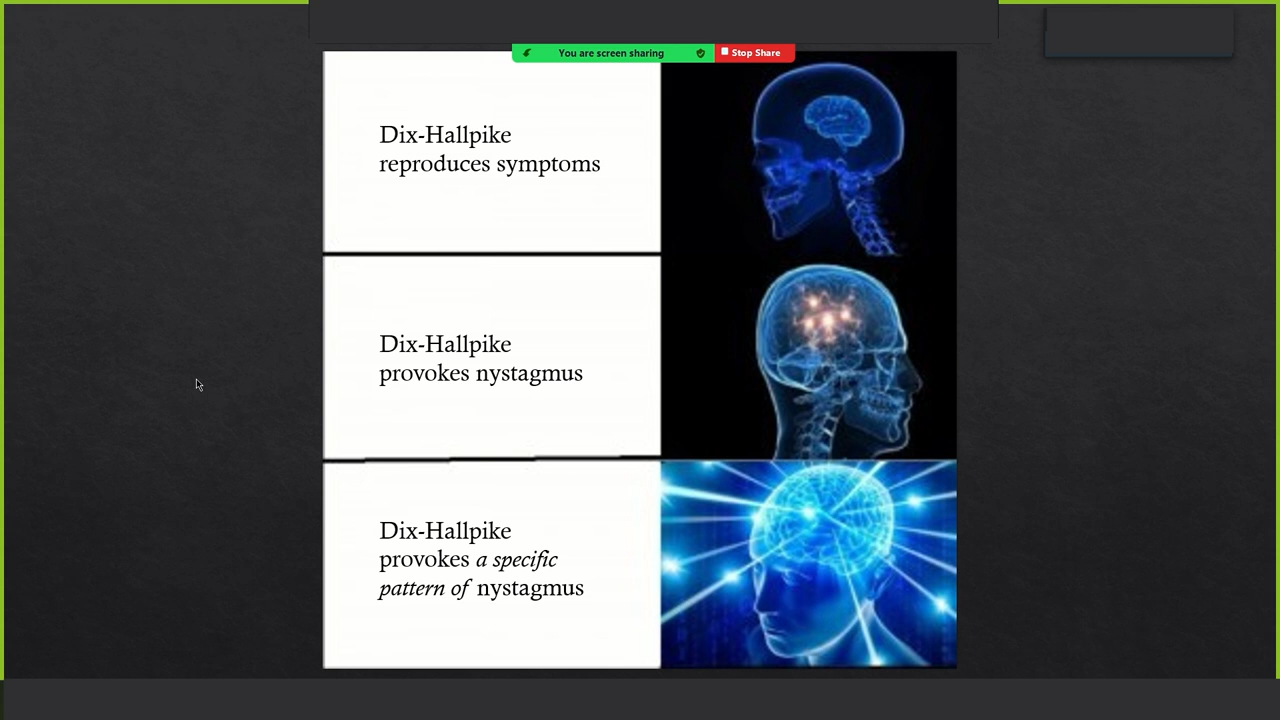 You are screen sharing
Stop Share
Dix-Hallpike
reproduces symptoms
Dix-Hallpike
provokes nystagmus
Dix-Hallpike
provokes a specific
pattern of nystagmus